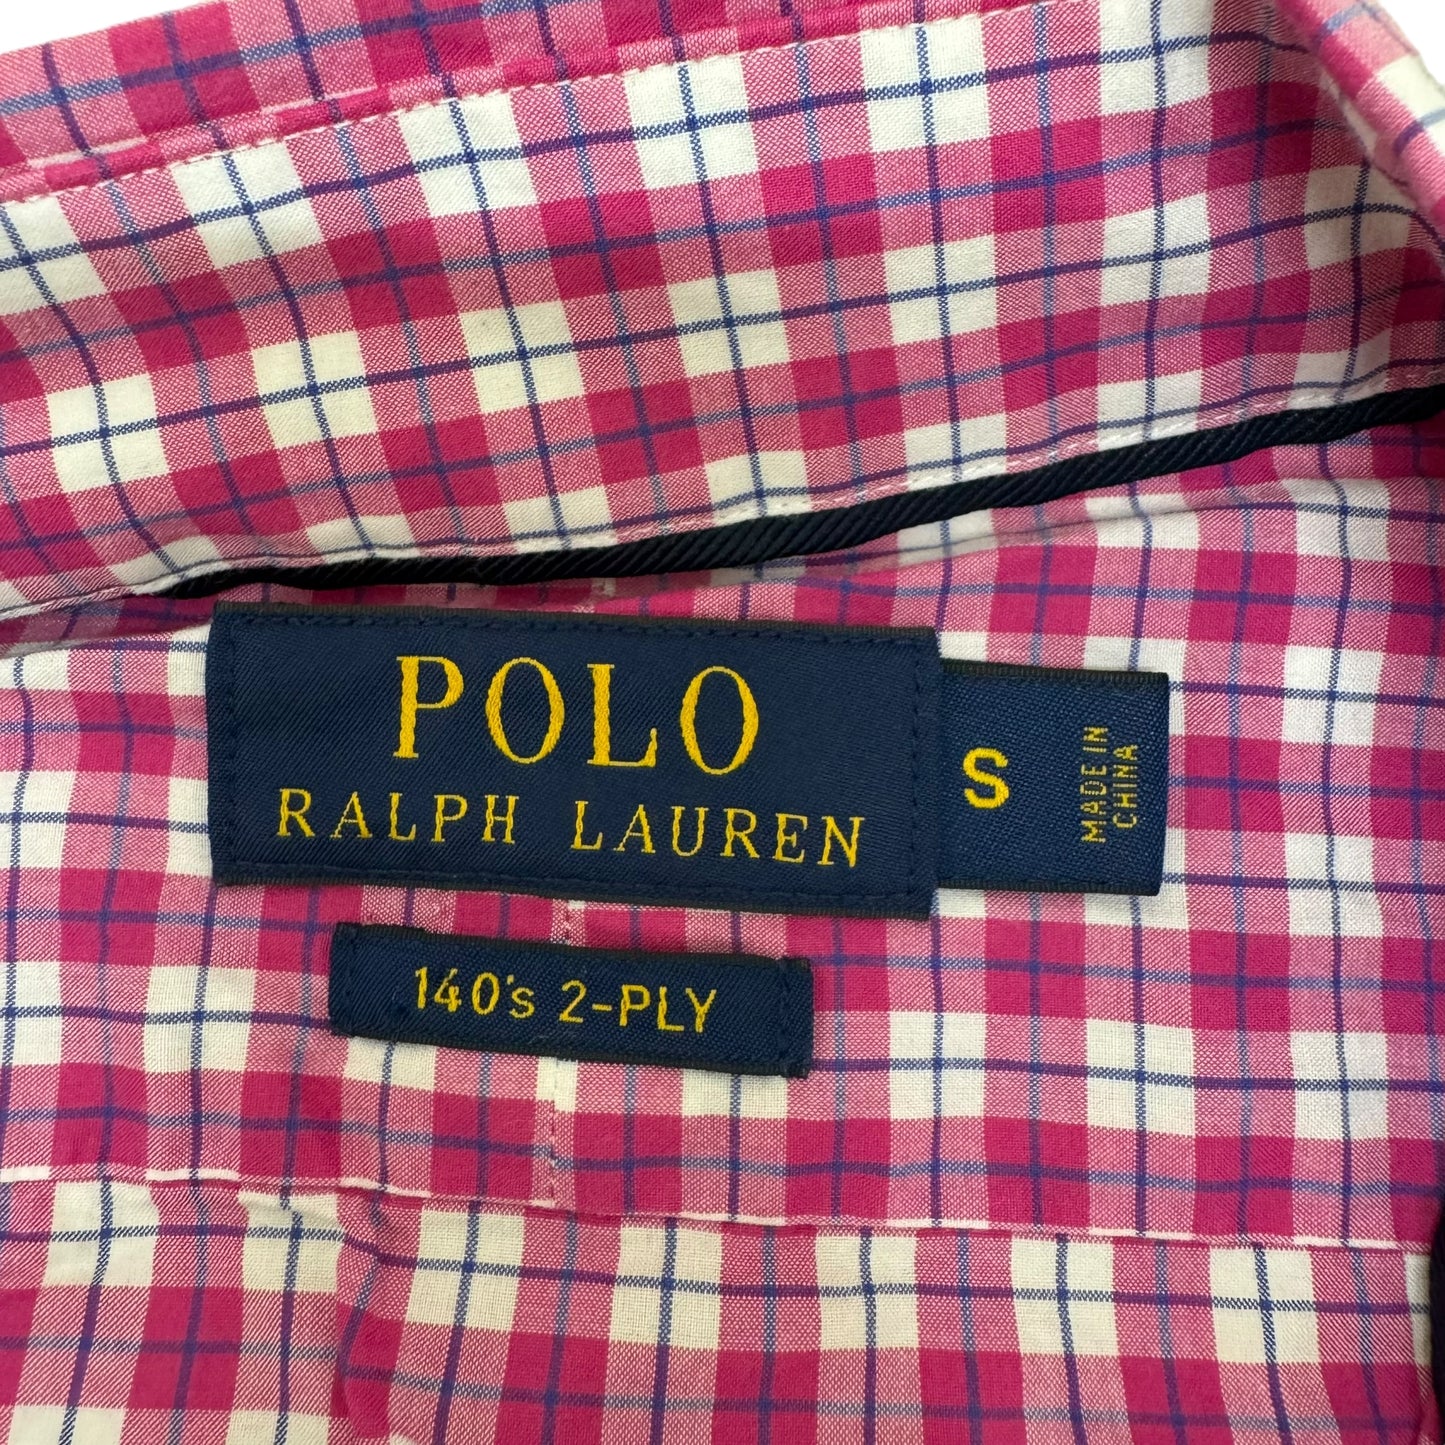 POLO
RALPH LAUREN
S
MADE IN
CHINA
140's 2-PLY